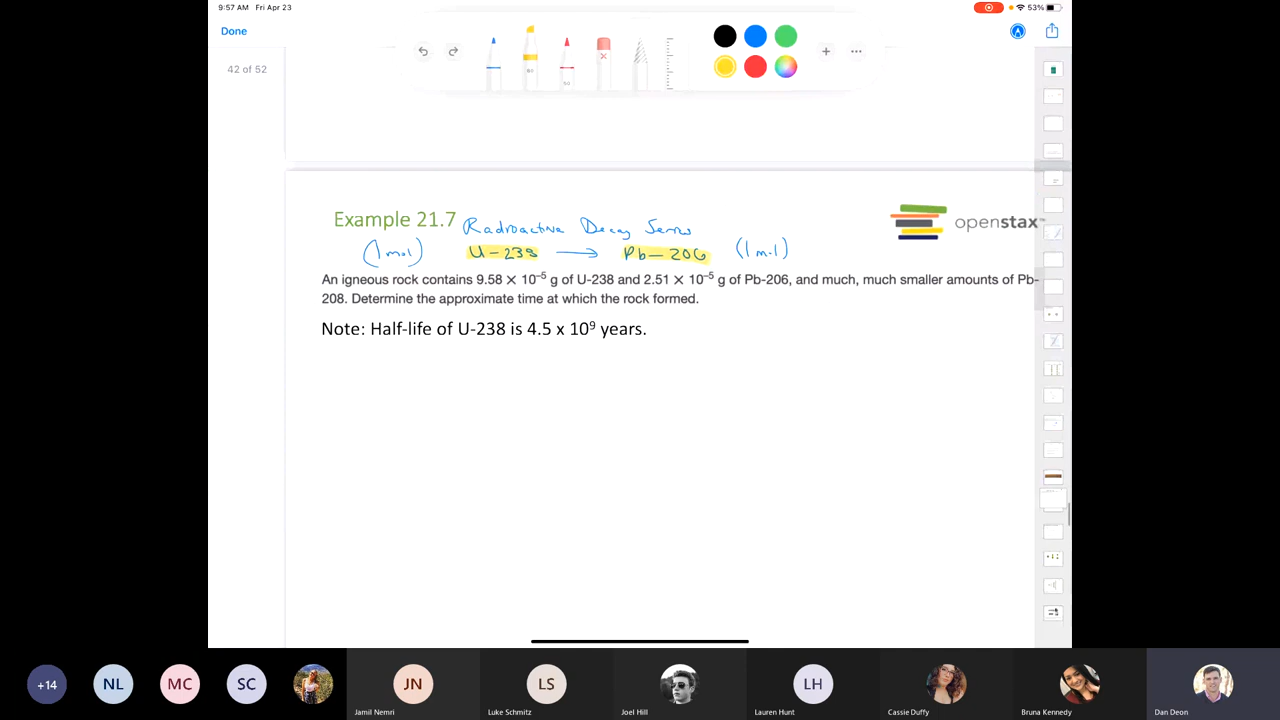 9:57 AM Fri Apr 23
53%
Done
42 of 52
Example 21.7 Radioactive Decay Series
openstax™
(1 mol) U-238 → Pb-206 (1 mol)
An igneous rock contains 9.58 × 10⁻⁵ g of U-238 and 2.51 × 10⁻⁵ g of Pb-206, and much, much smaller amounts of Pb-
208. Determine the approximate time at which the rock formed.
Note: Half-life of U-238 is 4.5 x 10⁹ years.
+14 NL MC SC JN LS LH
Jamil Nemri Luke Schmitz Joel Hill Lauren Hunt Cassie Duffy Bruna Kennedy Dan Deon